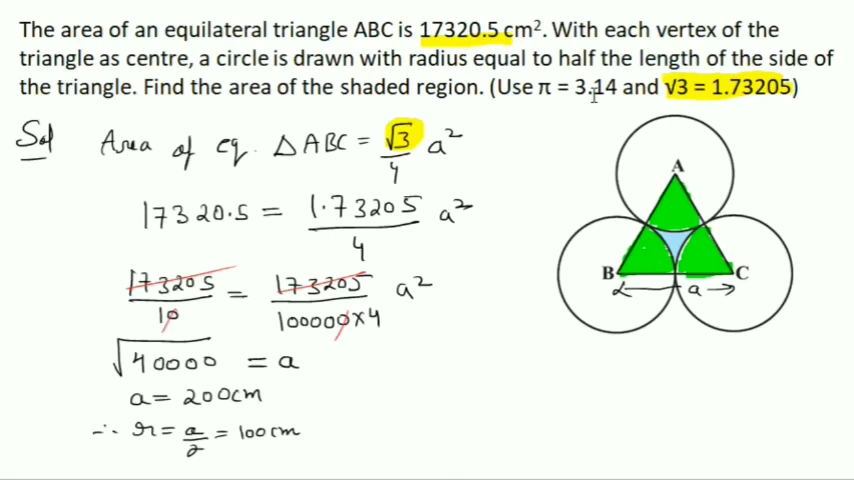 The area of an equilateral triangle ABC is 17320.5 cm². With each vertex of the
triangle as centre, a circle is drawn with radius equal to half the length of the side of
the triangle. Find the area of the shaded region. (Use π = 3.14 and √3 = 1.73205)
Sol Area of eq. △ABC = √3/4 a²
17320.5 = 1.73205/4 a²
173205/10 = 173205/100000×4 a²
√40000 = a
a = 200cm
∴ r = a/2 = 100cm
A
B
C
a